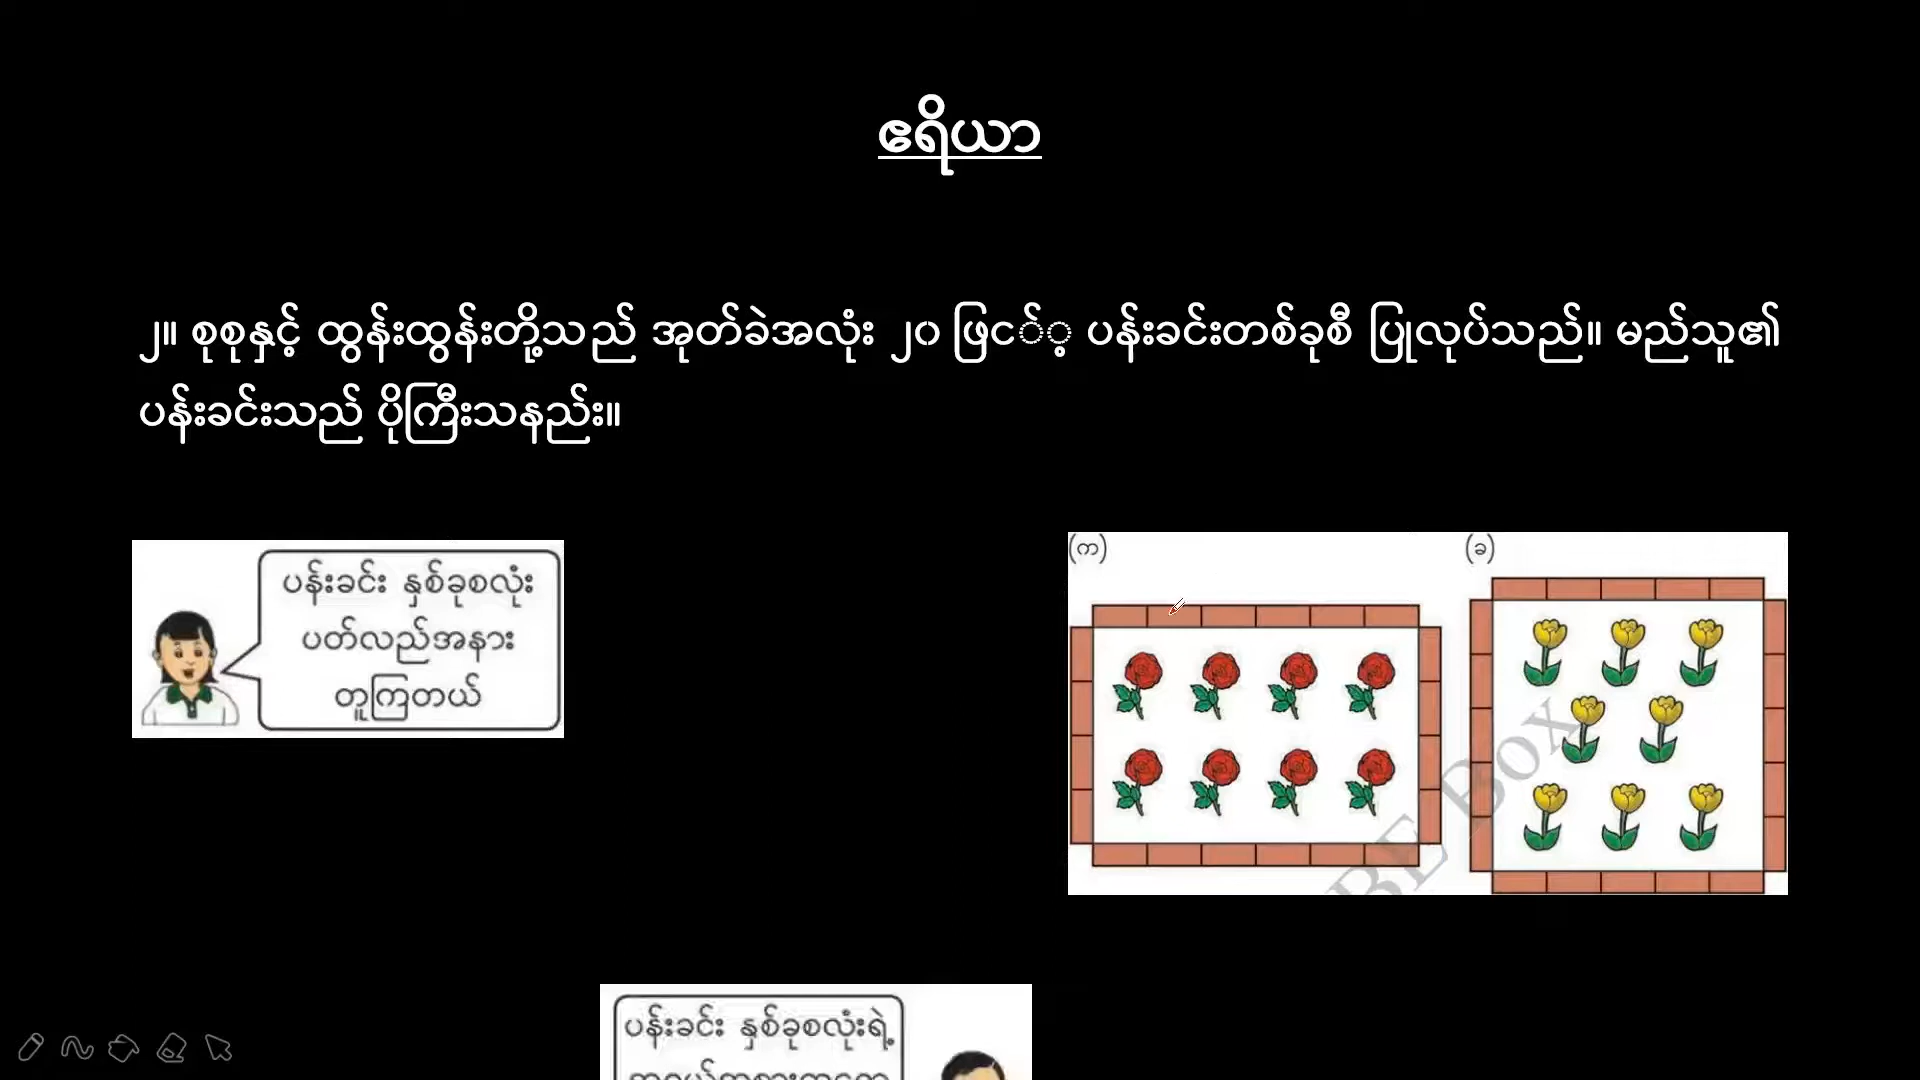 ဧရိယာ
၂။ စုစုနှင့် ထွန်းထွန်းတို့သည် အုတ်ခဲအလုံး ၂၀ ဖြင့်် ပန်းခင်းတစ်ခုစီ ပြုလုပ်သည်။ မည်သူ၏
ပန်းခင်းသည် ပိုကြီးသနည်း။
ပန်းခင်း နှစ်ခုစလုံး
ပတ်လည်အနား
တူကြတယ်
(က)
(ခ)
BE Box
ပန်းခင်း နှစ်ခုစလုံးရဲ့